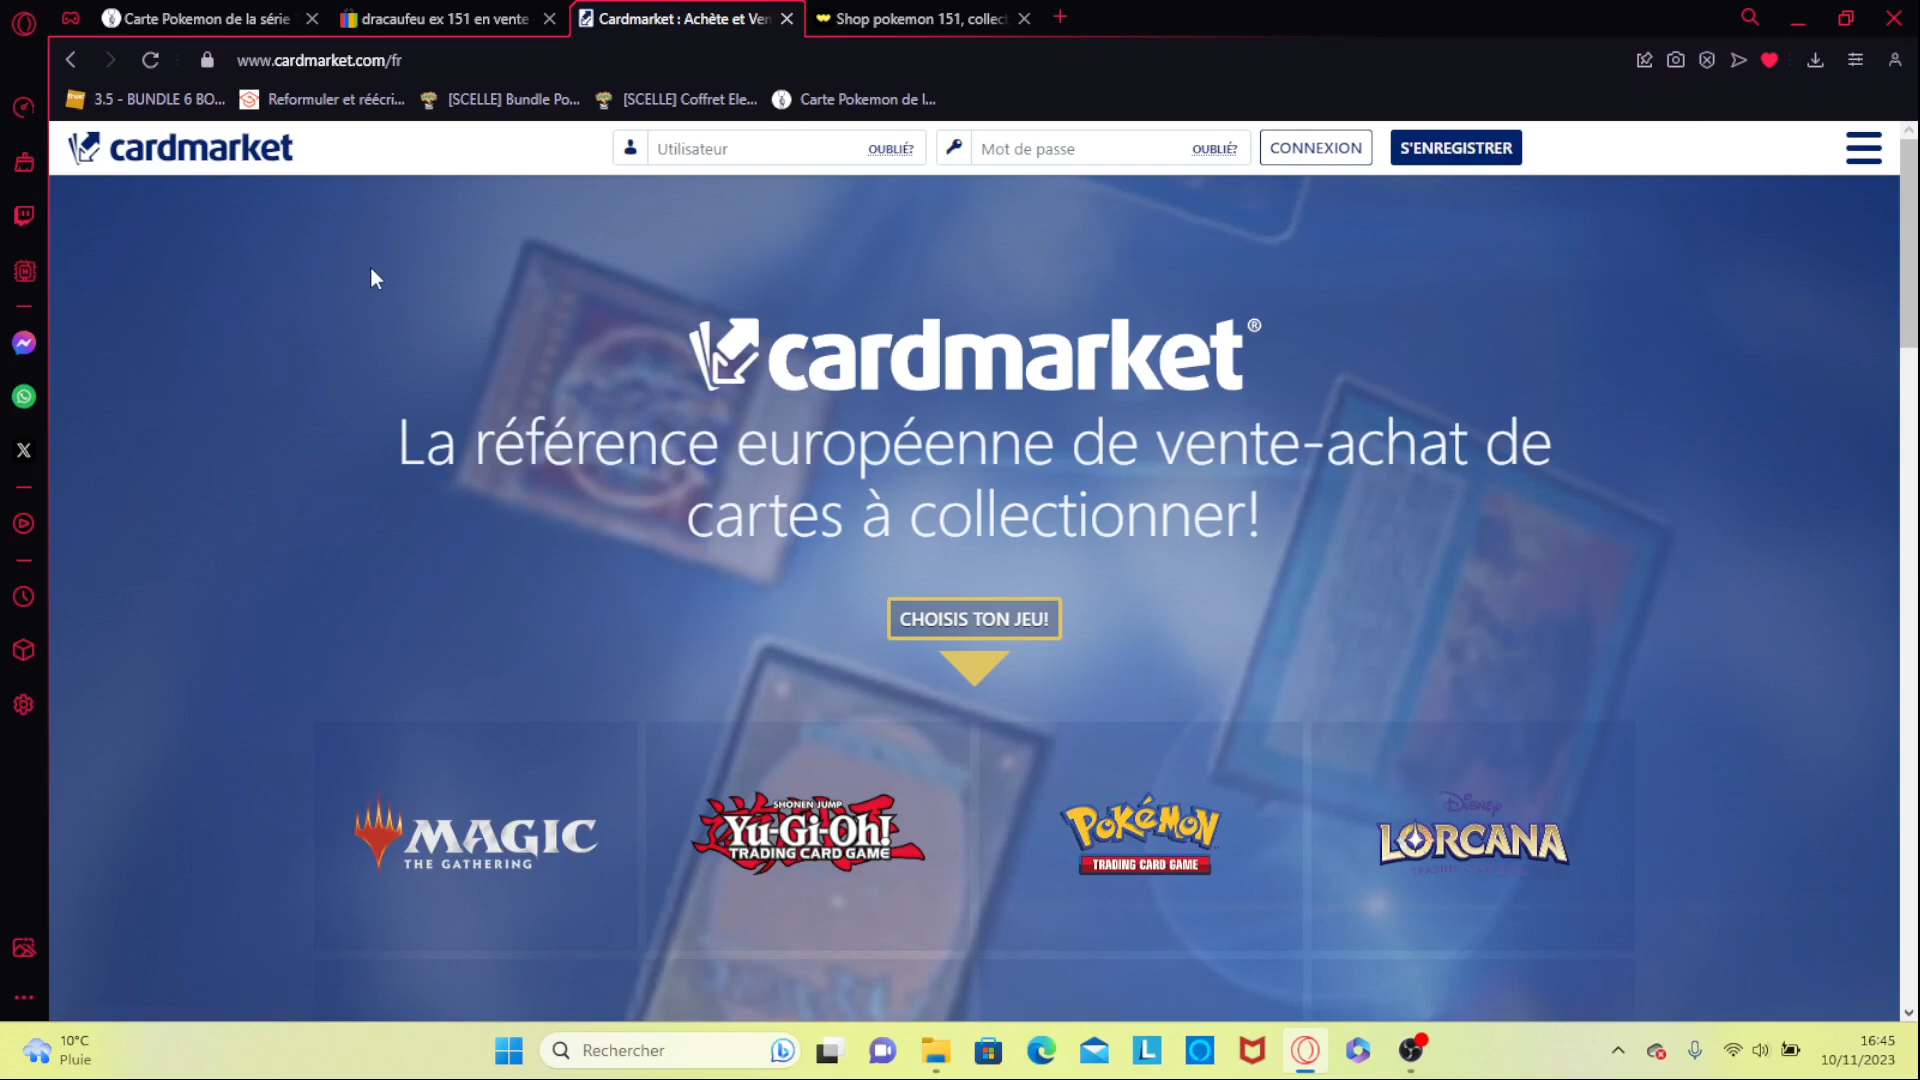 Carte Pokemon de la série
dracaufeu ex 151 en vente
Cardmarket : Achète et Ven
Shop pokemon 151, collect
www.cardmarket.com/fr
3.5 - BUNDLE 6 BO...
Reformuler et réécri...
[SCELLE] Bundle Po...
[SCELLE] Coffret Ele...
Carte Pokemon de l...
cardmarket
Utilisateur
OUBLIÉ?
Mot de passe
OUBLIÉ?
CONNEXION
S'ENREGISTRER
cardmarket®
La référence européenne de vente-achat de
cartes à collectionner!
CHOISIS TON JEU!
MAGIC
THE GATHERING
SHONEN JUMP
Yu-Gi-Oh!
TRADING CARD GAME
POKéMON
TRADING CARD GAME
Disney
LORCANA
TRADING CARD GAME
10°C
Pluie
Rechercher
16:45
10/11/2023